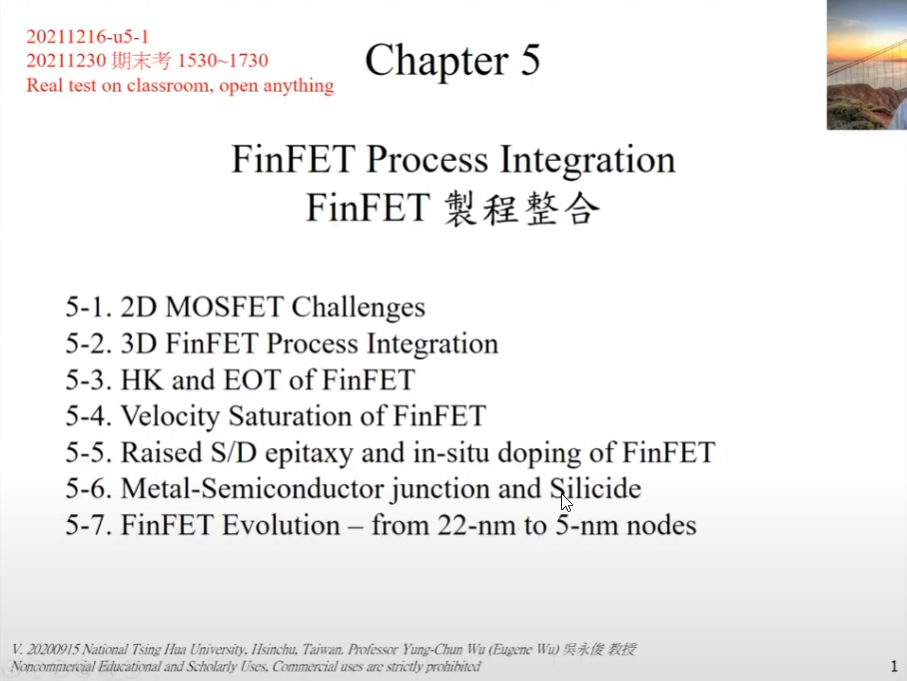 20211216-u5-1
20211230 期末考 1530~1730
Real test on classroom, open anything
Chapter 5
FinFET Process Integration
FinFET 製程整合
5-1. 2D MOSFET Challenges
5-2. 3D FinFET Process Integration
5-3. HK and EOT of FinFET
5-4. Velocity Saturation of FinFET
5-5. Raised S/D epitaxy and in-situ doping of FinFET
5-6. Metal-Semiconductor junction and Silicide
5-7. FinFET Evolution – from 22-nm to 5-nm nodes
V. 20200915 National Tsing Hua University, Hsinchu, Taiwan. Professor Yung-Chun Wu (Eugene Wu) 吳永俊 教授
Noncommercial Educational and Scholarly Uses, Commercial uses are strictly prohibited
1